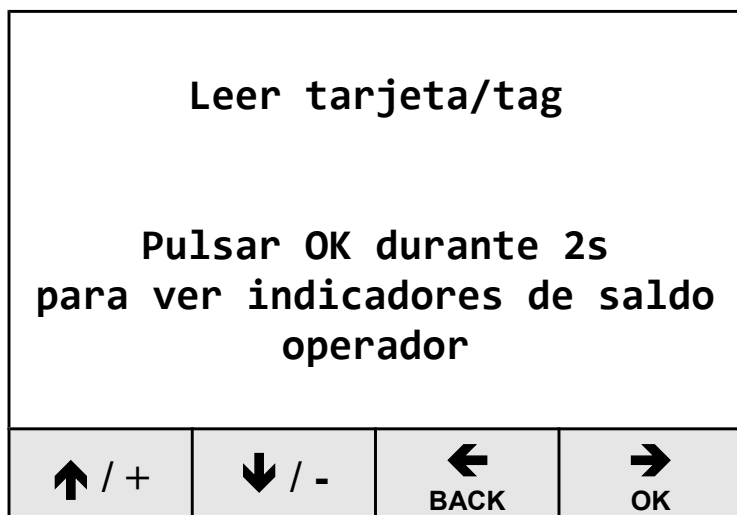 Leer tarjeta/tag
Pulsar OK durante 2s
para ver indicadores de saldo
operador
↑ / + ↓ / - ← →
BACK OK